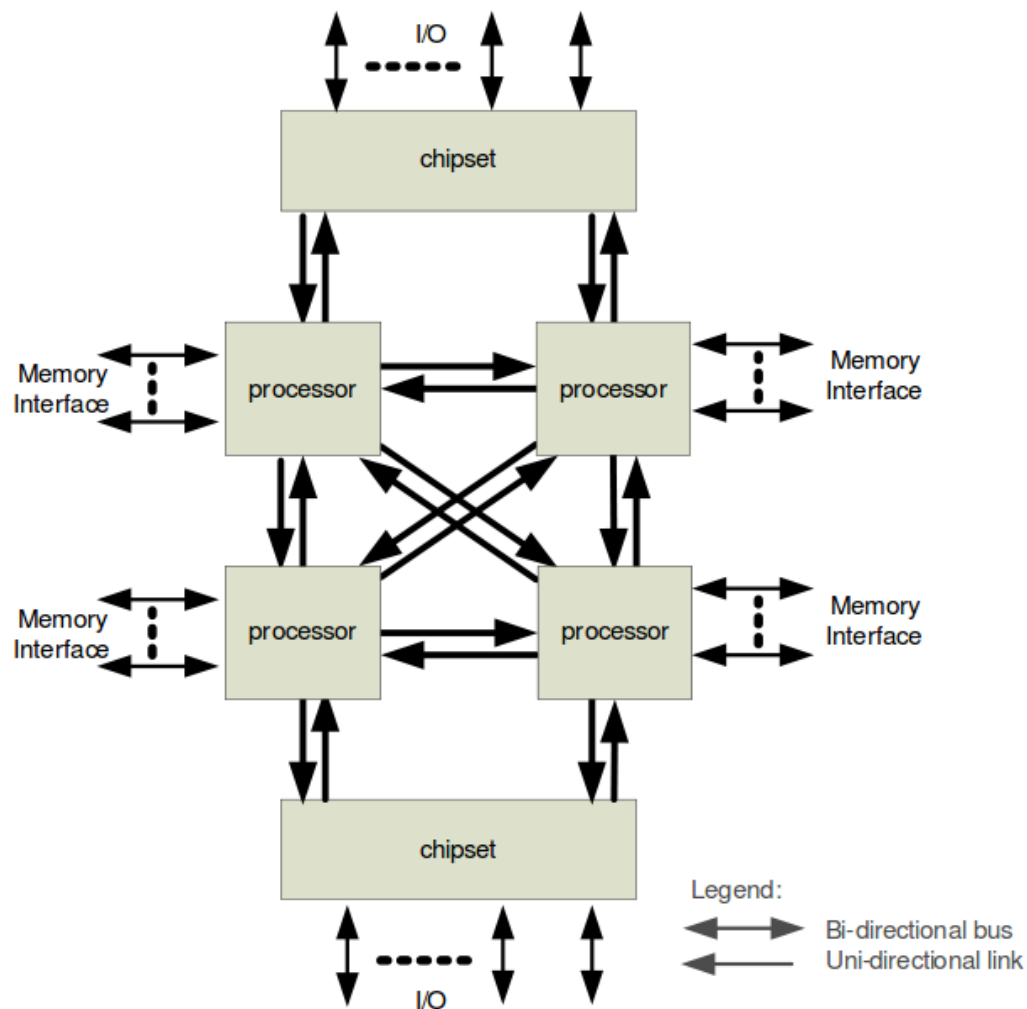 I/O
chipset
Memory
Interface
processor
processor
Memory
Interface
Memory
Interface
processor
processor
Memory
Interface
chipset
I/O
Legend:
Bi-directional bus
Uni-directional link